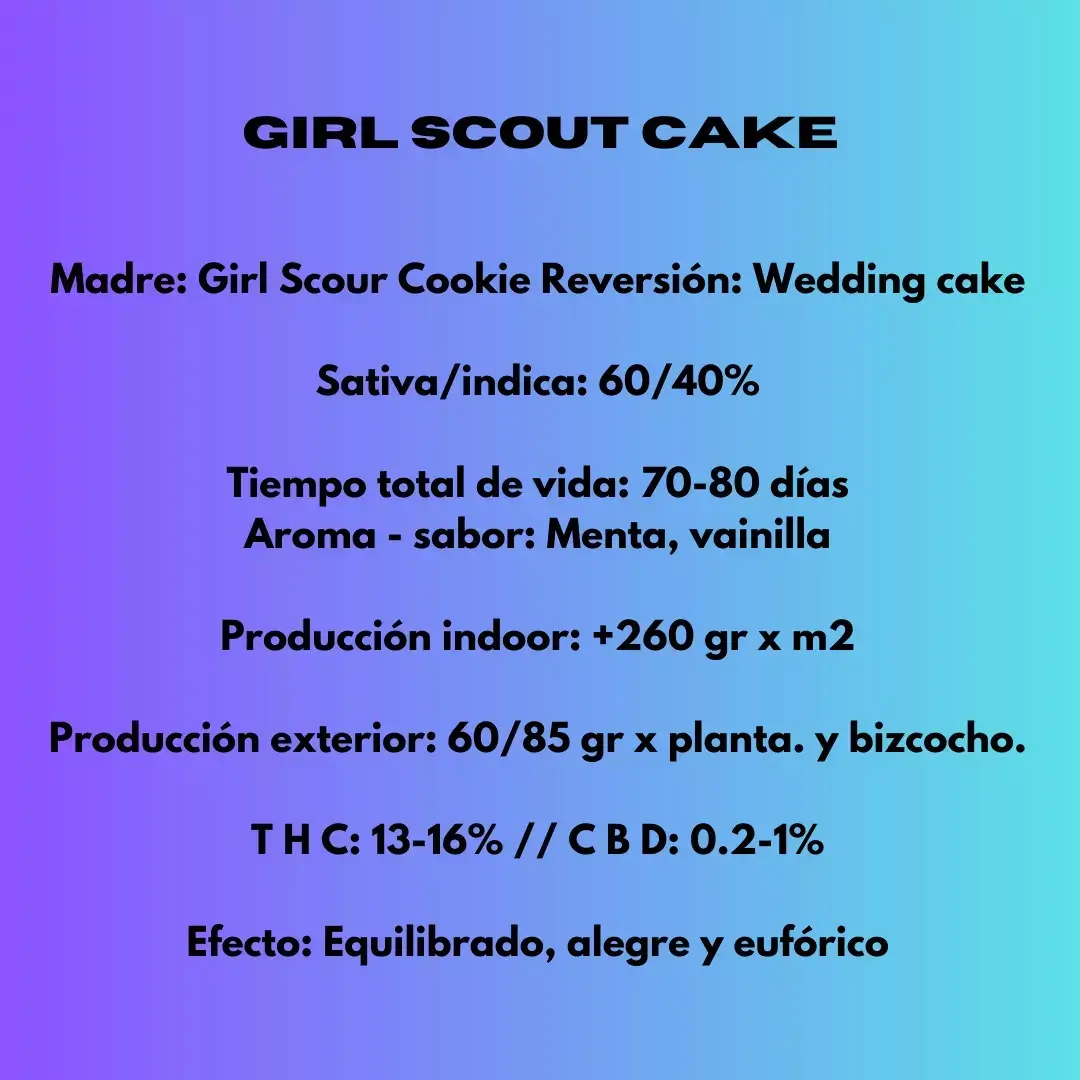 GIRL SCOUT CAKE
Madre: Girl Scour Cookie Reversión: Wedding cake
Sativa/indica: 60/40%
Tiempo total de vida: 70-80 días
Aroma - sabor: Menta, vainilla
Producción indoor: +260 gr x m2
Producción exterior: 60/85 gr x planta. y bizcocho.
T H C: 13-16% // C B D: 0.2-1%
Efecto: Equilibrado, alegre y eufórico